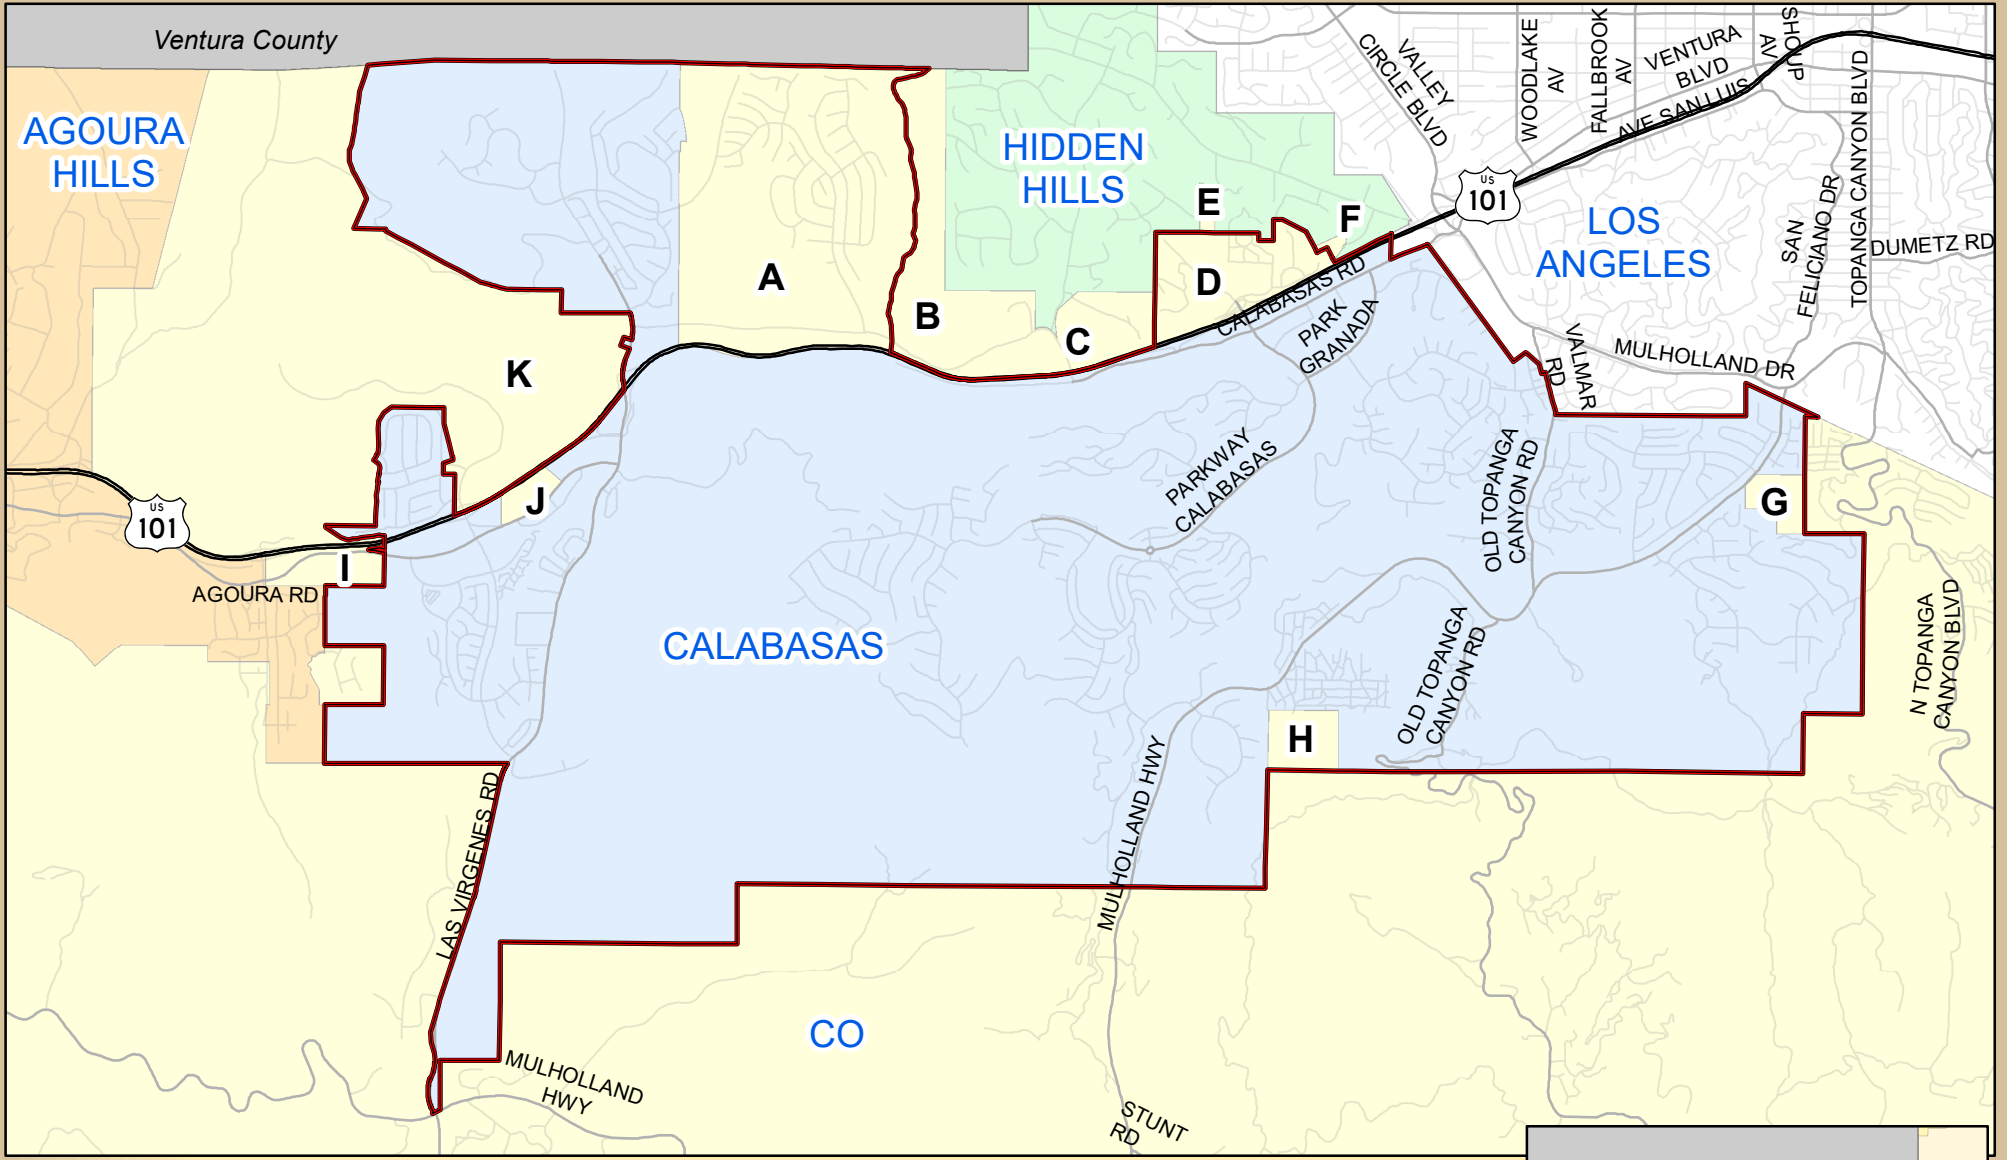 Ventura County
AGOURA
HILLS
HIDDEN
HILLS
LOS
ANGELES
CALABASAS
CO
VALLEY
CIRCLE BLVD
WOODLAKE
AV
FALLBROOK
AV
VENTURA
BLVD
SHOUP
AV
AVE SAN LUIS
TOPANGA CANYON BLVD
US
101
SAN
FELICIANO DR
DUMETZ RD
A
B
C
D
E
F
CALABASAS RD
PARK
GRANADA
VALMAR
RD
MULHOLLAND DR
K
J
US
101
I
AGOURA RD
PARKWAY
CALABASAS
OLD TOPANGA
CANYON RD
G
N TOPANGA
CANYON BLVD
OLD TOPANGA
CANYON RD
H
MULHOLLAND HWY
LAS VIRGENES RD
MULHOLLAND
HWY
STUNT
RD